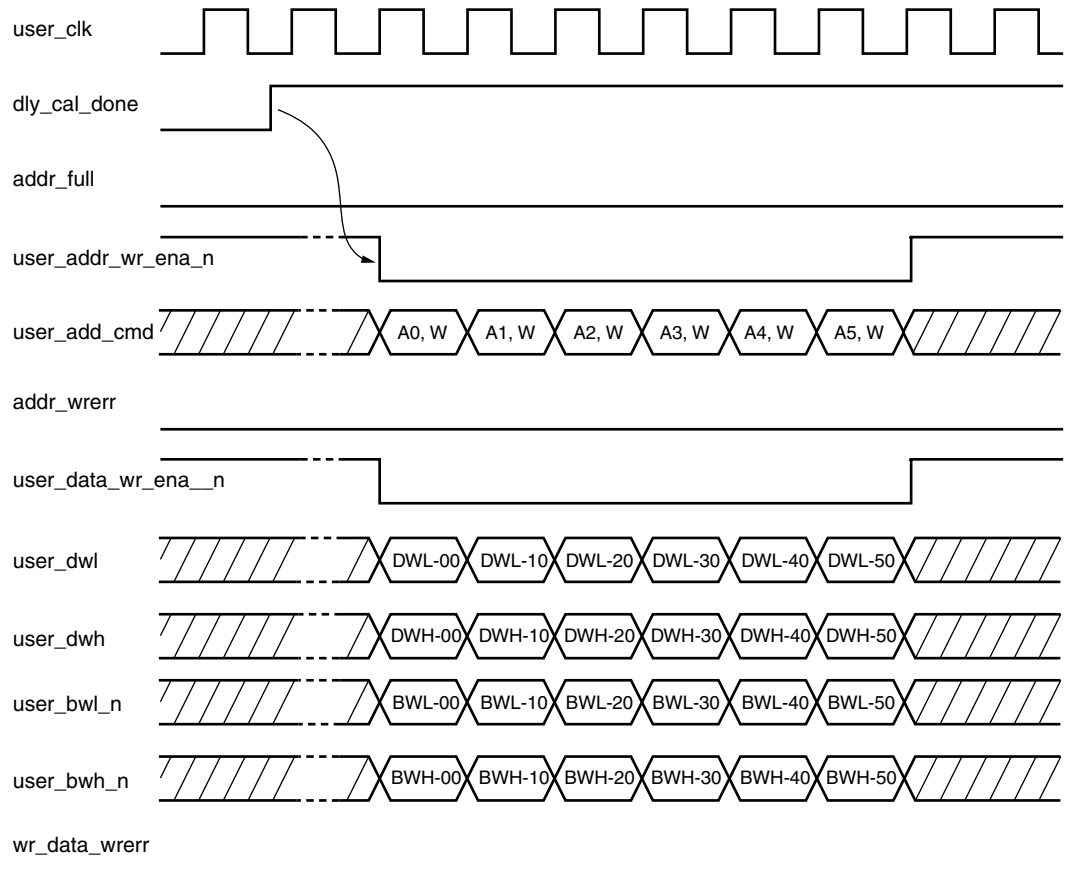 user_clk
dly_cal_done
addr_full
user_addr_wr_ena_n
user_add_cmd A0, W A1, W A2, W A3, W A4, W A5, W
addr_wrerr
user_data_wr_ena__n
user_dwl DWL-00 DWL-10 DWL-20 DWL-30 DWL-40 DWL-50
user_dwh DWH-00 DWH-10 DWH-20 DWH-30 DWH-40 DWH-50
user_bwl_n BWL-00 BWL-10 BWL-20 BWL-30 BWL-40 BWL-50
user_bwh_n BWH-00 BWH-10 BWH-20 BWH-30 BWH-40 BWH-50
wr_data_wrerr